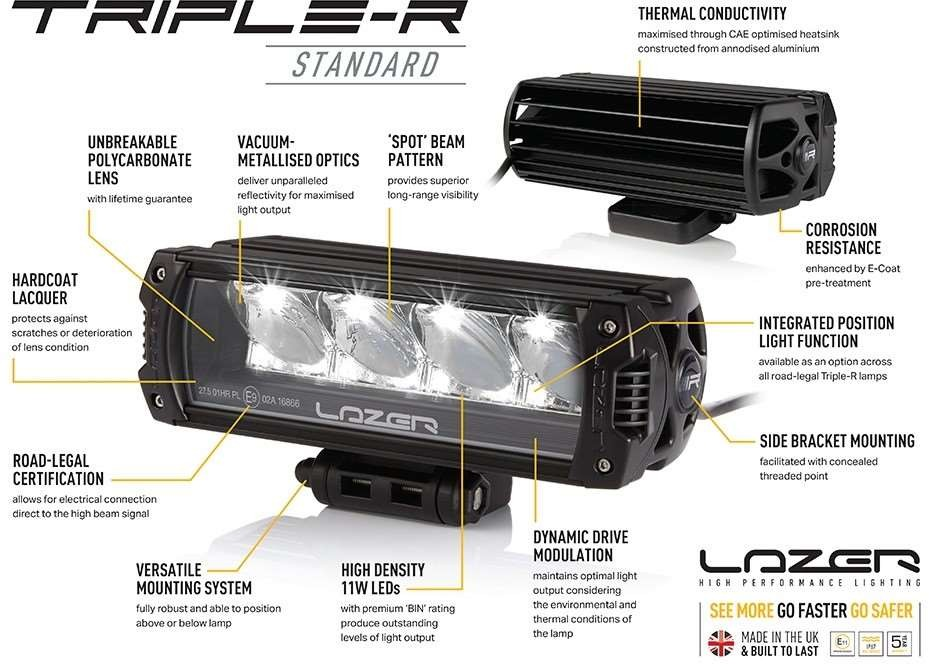 TRIPLE-R
STANDARD
THERMAL CONDUCTIVITY
maximised through CAE optimised heatsink
constructed from annodised aluminium
UNBREAKABLE
POLYCARBONATE
LENS
with lifetime guarantee
VACUUM-
METALLISED OPTICS
deliver unparalleled
reflectivity for maximised
light output
‘SPOT’ BEAM
PATTERN
provides superior
long-range visibility
CORROSION
RESISTANCE
enhanced by E-Coat
pre-treatment
HARDCOAT
LACQUER
protects against
scratches or deterioration
of lens condition
INTEGRATED POSITION
LIGHT FUNCTION
available as an option across
all road-legal Triple-R lamps
27.5 01HR PL E9 02A 16866
LAZER
R
R
SIDE BRACKET MOUNTING
facilitated with concealed
threaded point
ROAD-LEGAL
CERTIFICATION
allows for electrical connection
direct to the high beam signal
VERSATILE
MOUNTING SYSTEM
fully robust and able to position
above or below lamp
HIGH DENSITY
11W LEDs
with premium ‘BIN’ rating
produce outstanding
levels of light output
DYNAMIC DRIVE
MODULATION
maintains optimal light
output considering
the environmental and
thermal conditions of
the lamp
LAZER
HIGH PERFORMANCE LIGHTING
SEE MORE GO FASTER GO SAFER
MADE IN THE UK
& BUILT TO LAST
E11
IP67
5 YEAR